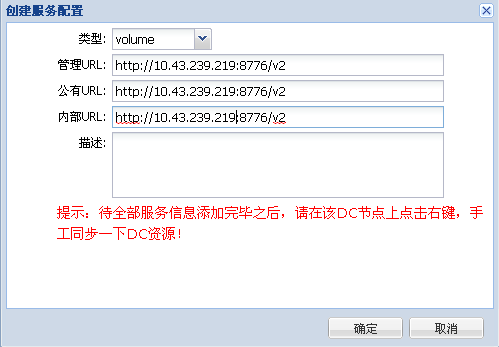 创建服务配置
类型: volume
管理URL: http://10.43.239.219:8776/v2
公有URL: http://10.43.239.219:8776/v2
内部URL: http://10.43.239.219:8776/v2
描述:
提示：待全部服务信息添加完毕之后，请在该DC节点上点击右键，手
工同步一下DC资源！
确定 取消